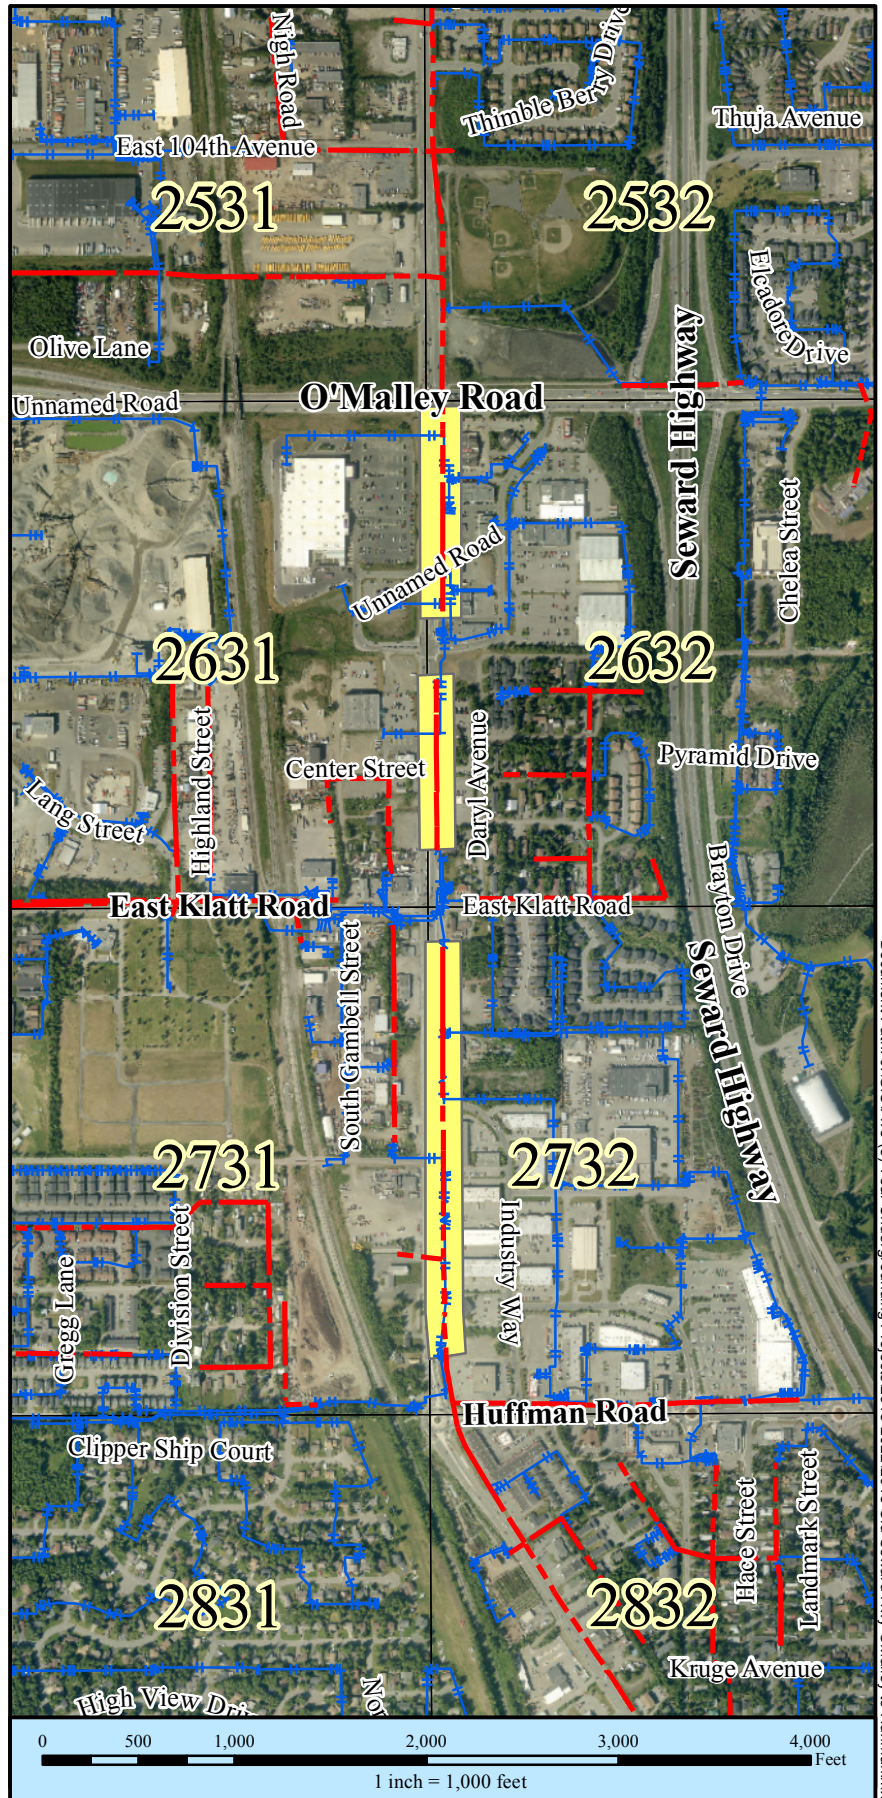 Nigh Road
Thimble Berry Drive
Thuja Avenue
East 104th Avenue
2531
2532
Elcadore Drive
Olive Lane
Unnamed Road
O'Malley Road
Seward Highway
Chelea Street
Unnamed Road
2631
2632
Highland Street
Daryl Avenue
Pyramid Drive
Center Street
Lang Street
Brayton Drive
East Klatt Road
East Klatt Road
South Gambell Street
Seward Highway
2731
2732
Division Street
Industry Way
Gregg Lane
Huffman Road
Clipper Ship Court
Hace Street
Landmark Street
2831
2832
Kruge Avenue
High View Dri
Nor
0 500 1,000 2,000 3,000 4,000
Feet
1 inch = 1,000 feet